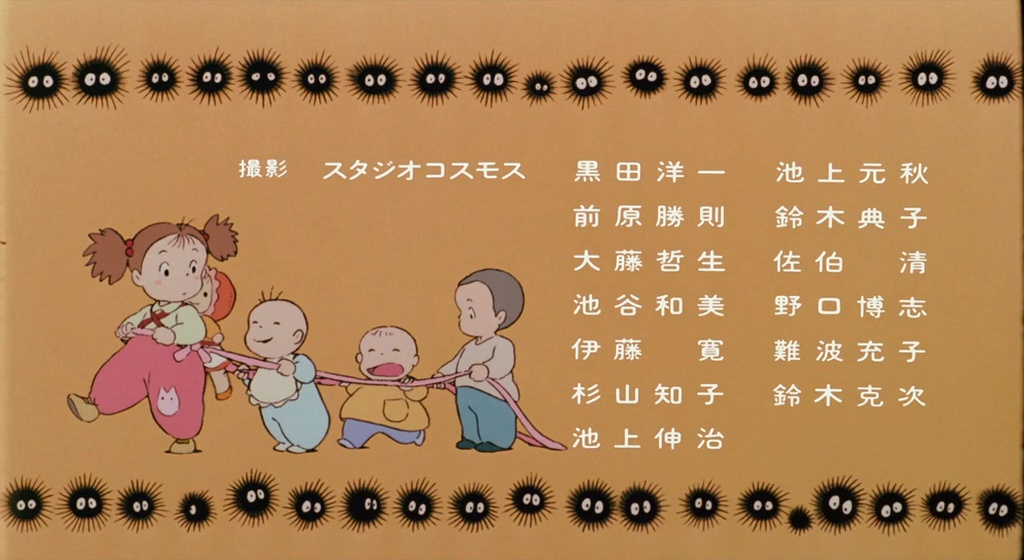 撮影 スタジオコスモス 黒田洋一 池上元秋
前原勝則 鈴木典子
大藤哲生 佐伯 清
池谷和美 野口博志
伊藤 寛 難波充子
杉山知子 鈴木克次
池上伸治